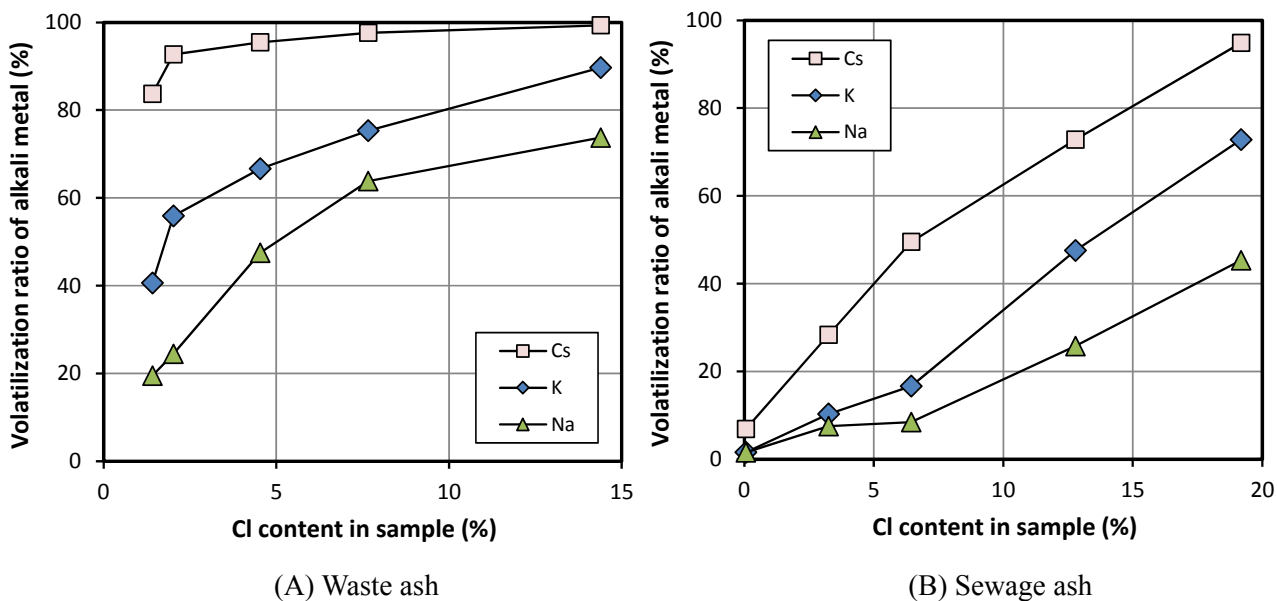 Volatilization ratio of alkali metal (%)
100
80
60
40
20
0
Cs
K
Na
0
5
10
15
Cl content in sample (%)
(A) Waste ash
Volatilization ratio of alkali metal (%)
100
80
60
40
20
0
Cs
K
Na
0
5
10
15
20
Cl content in sample (%)
(B) Sewage ash